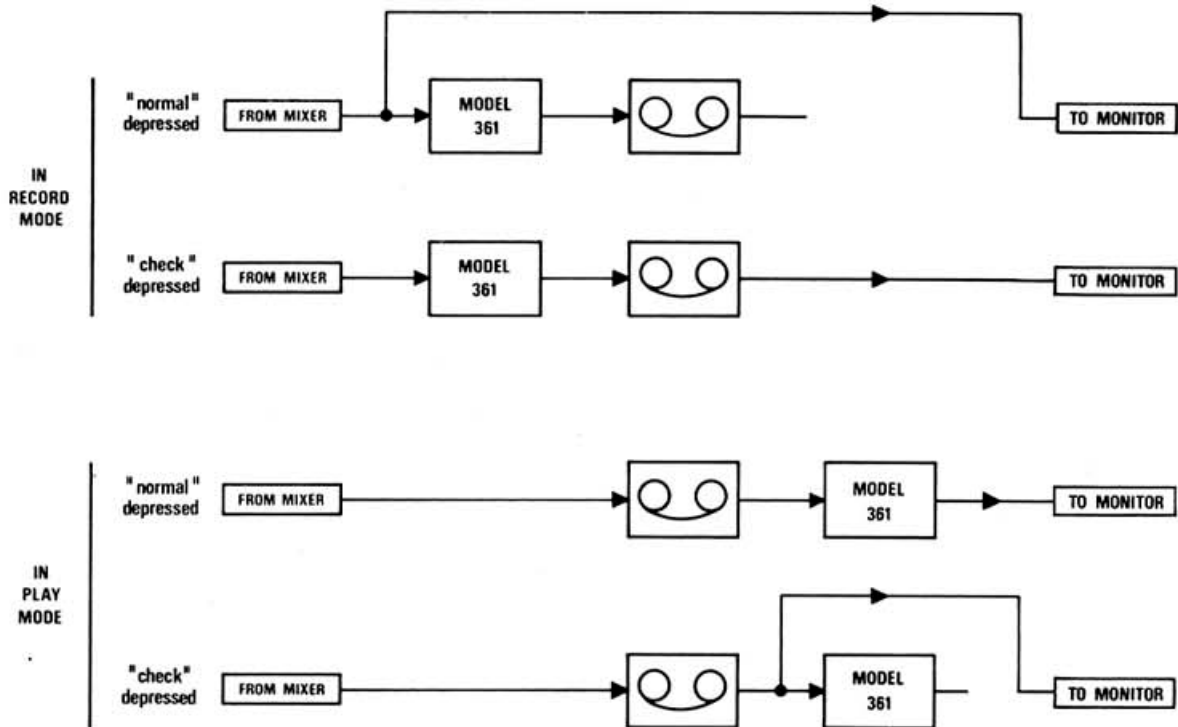 "normal"
depressed
FROM MIXER
MODEL
361
TO MONITOR
IN
RECORD
MODE
"check"
depressed
FROM MIXER
MODEL
361
TO MONITOR
"normal"
depressed
FROM MIXER
MODEL
361
TO MONITOR
IN
PLAY
MODE
"check"
depressed
FROM MIXER
MODEL
361
TO MONITOR